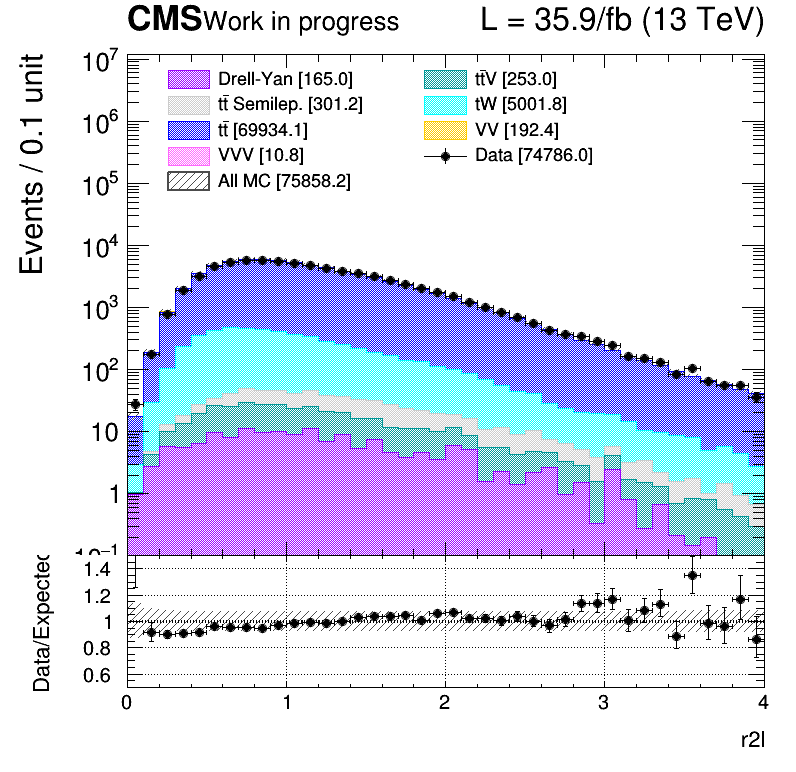 CMS Work in progress L = 35.9/fb (13 TeV)
Events / 0.1 unit
Drell-Yan [165.0] tt̄V [253.0]
tt̄ Semilep. [301.2] tW [5001.8]
tt̄ [69934.1] VV [192.4]
VVV [10.8] Data [74786.0]
All MC [75858.2]
10⁷
10⁶
10⁵
10⁴
10³
10²
10
1
10⁻¹
Data/Expected
1.4
1.2
1
0.8
0.6
0 1 2 3 4
r2l